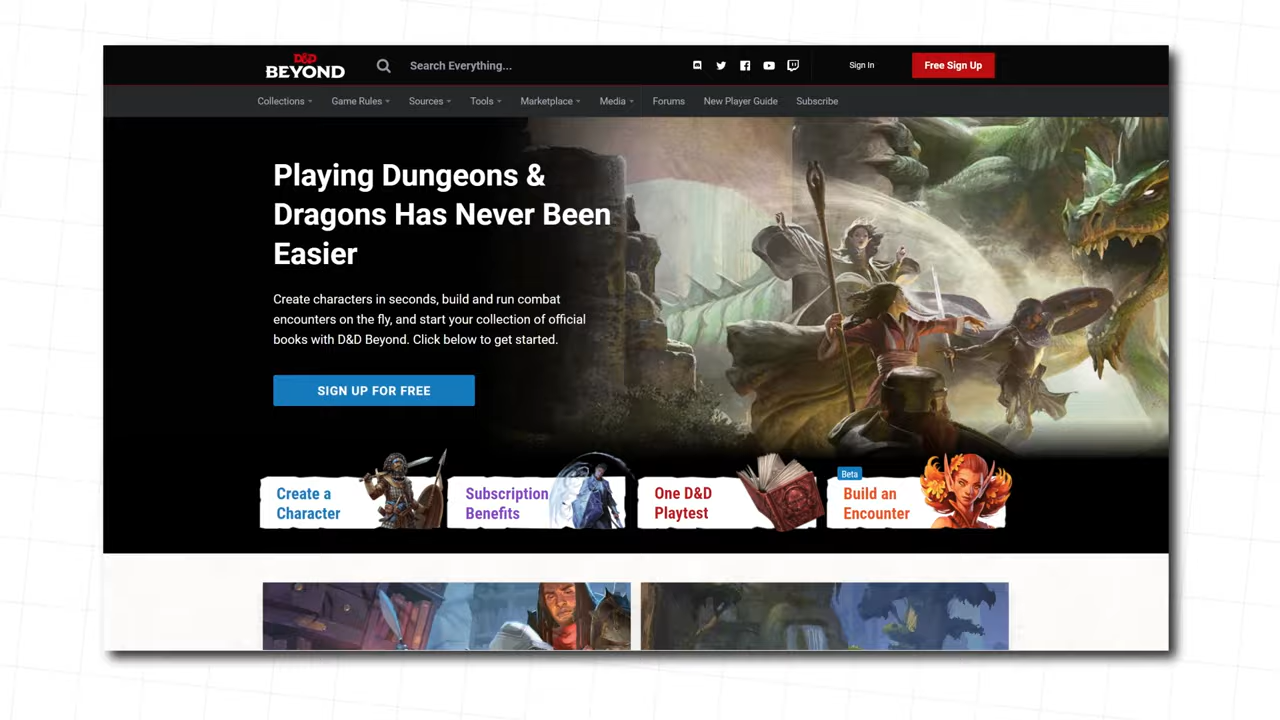 D&D
BEYOND
Search Everything...
Sign In
Free Sign Up
Collections
Game Rules
Sources
Tools
Marketplace
Media
Forums
New Player Guide
Subscribe
Playing Dungeons &
Dragons Has Never Been
Easier
Create characters in seconds, build and run combat
encounters on the fly, and start your collection of official
books with D&D Beyond. Click below to get started.
SIGN UP FOR FREE
Create a
Character
Subscription
Benefits
One D&D
Playtest
Beta
Build an
Encounter